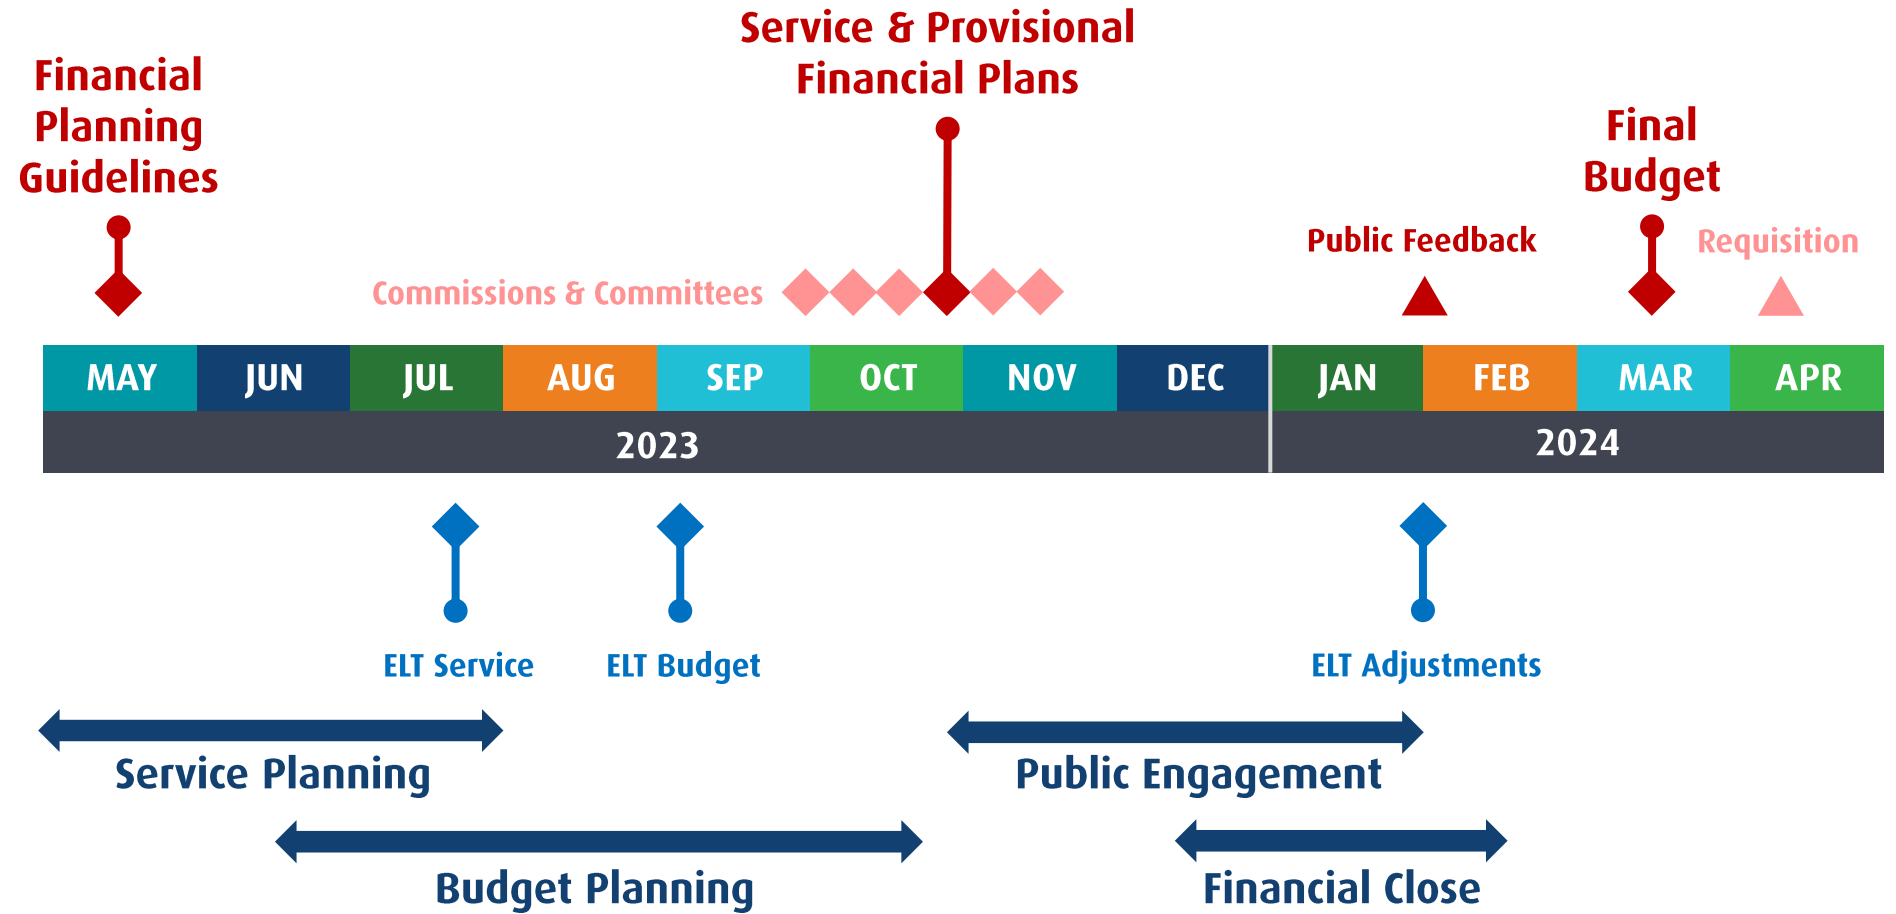 Service & Provisional
Financial Plans
Financial
Planning
Guidelines
Final
Budget
Public Feedback
Requisition
Commissions & Committees
MAY JUN JUL AUG SEP OCT NOV DEC JAN FEB MAR APR
2023 2024
ELT Service
ELT Budget
ELT Adjustments
Service Planning
Public Engagement
Budget Planning
Financial Close